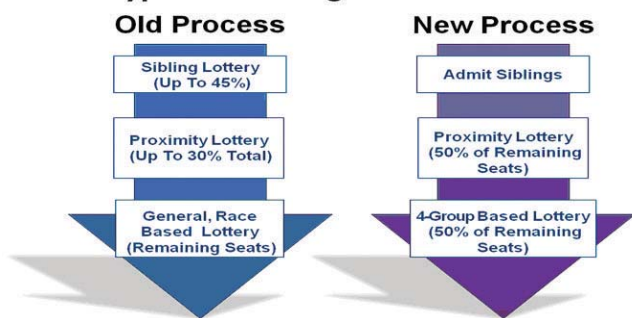 Old Process
Sibling Lottery
(Up To 45%)
Proximity Lottery
(Up To 30% Total)
General, Race
Based Lottery
(Remaining Seats)
New Process
Admit Siblings
Proximity Lottery
(50% of Remaining
Seats)
4-Group Based Lottery
(50% of Remaining
Seats)